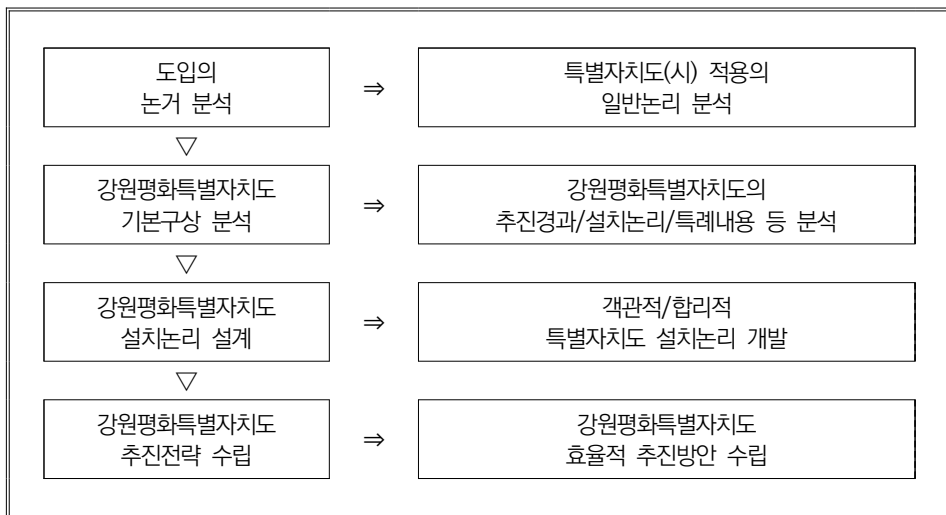 도입의
논거 분석
⇒
특별자치도(시) 적용의
일반논리 분석
▽
강원평화특별자치도
기본구상 분석
⇒
강원평화특별자치도의
추진경과/설치논리/특례내용 등 분석
▽
강원평화특별자치도
설치논리 설계
⇒
객관적/합리적
특별자치도 설치논리 개발
▽
강원평화특별자치도
추진전략 수립
⇒
강원평화특별자치도
효율적 추진방안 수립